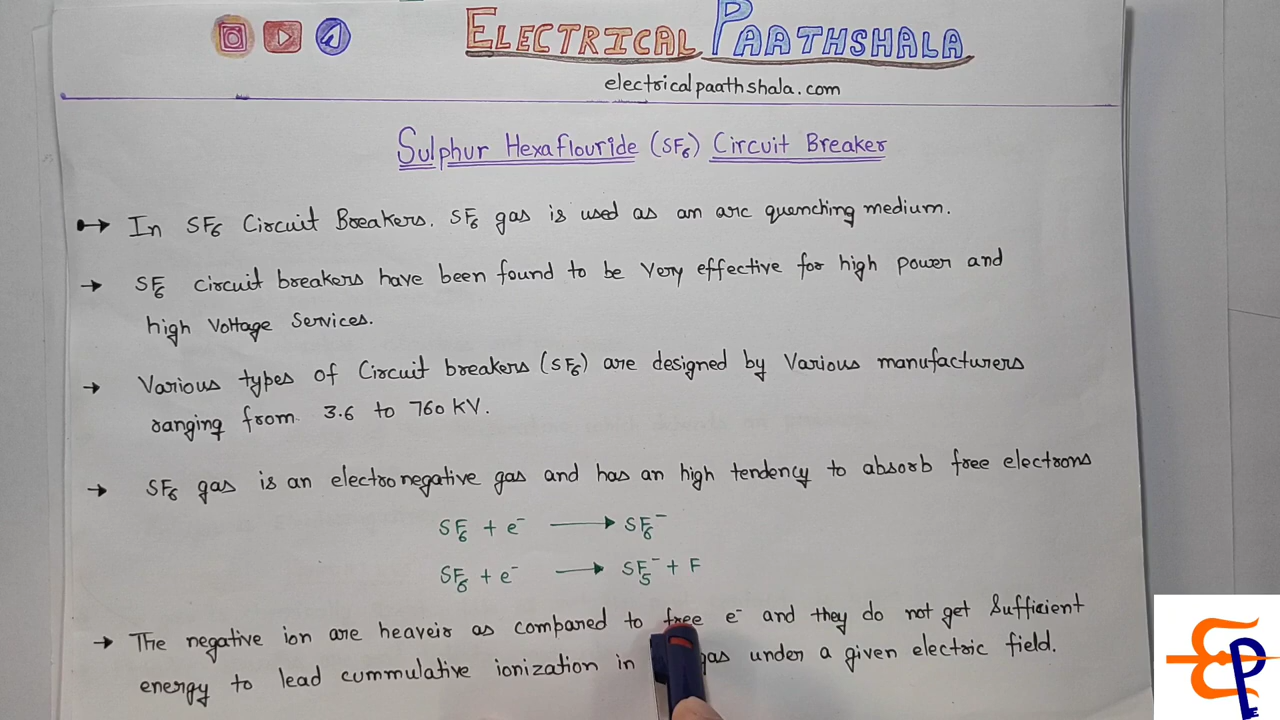 ELECTRICAL PAATHSHALA
electricalpaathshala.com
Sulphur Hexaflouride (SF₆) Circuit Breaker
In SF₆ Circuit Breakers. SF₆ gas is used as an arc quenching medium.
SF₆ circuit breakers have been found to be very effective for high power and
high Voltage Services.
Various types of Circuit breakers (SF₆) are designed by Various manufacturers
ranging from 3.6 to 760 KV.
SF₆ gas is an electronegative gas and has an high tendency to absorb free electrons
SF₆ + e⁻ → SF₆⁻
SF₆ + e⁻ → SF₅⁻ + F
The negative ion are heaveir as compared to free e⁻ and they do not get Sufficient
energy to lead cummulative ionization in gas under a given electric field.
EP